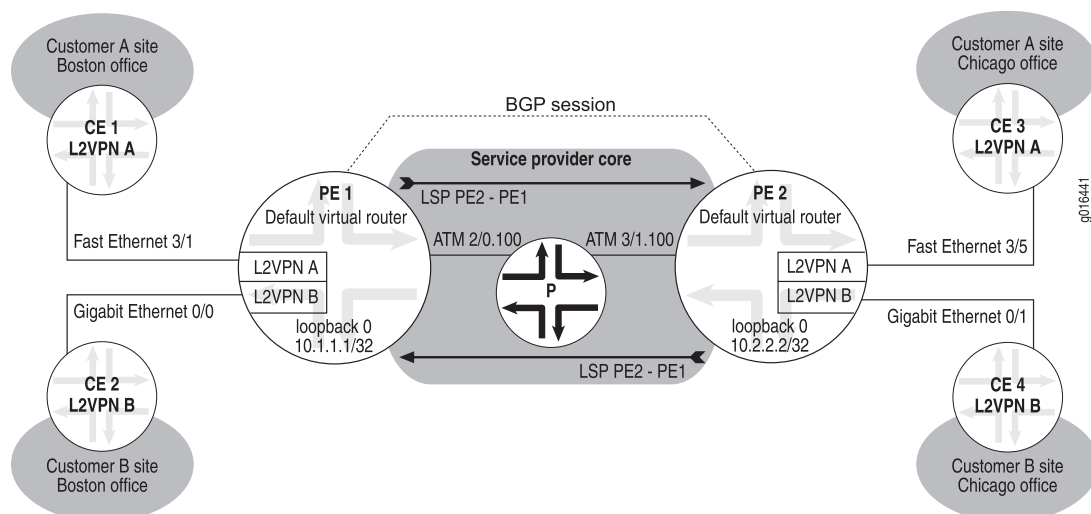 Customer A site
Boston office
CE 1
L2VPN A
Fast Ethernet 3/1
Gigabit Ethernet 0/0
CE 2
L2VPN B
Customer B site
Boston office
BGP session
Service provider core
PE 1
Default virtual router
L2VPN A
L2VPN B
loopback 0
10.1.1.1/32
LSP PE2 - PE1
ATM 2/0.100
ATM 3/1.100
P
LSP PE2 - PE1
PE 2
Default virtual router
L2VPN A
L2VPN B
loopback 0
10.2.2.2/32
Customer A site
Chicago office
CE 3
L2VPN A
Fast Ethernet 3/5
Gigabit Ethernet 0/1
CE 4
L2VPN B
Customer B site
Chicago office
g016441